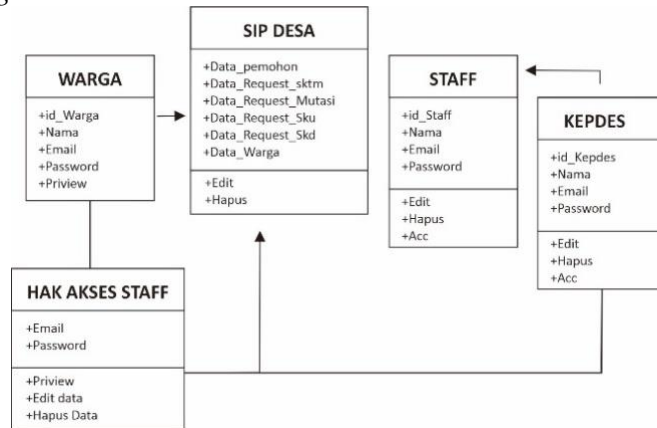 SIP DESA
+Data_pemohon
+Data_Request_sktm
+Data_Request_Mutasi
+Data_Request_Sku
+Data_Request_Skd
+Data_Warga
+Edit
+Hapus
WARGA
+id_Warga
+Nama
+Email
+Password
+Priview
STAFF
+id_Staff
+Nama
+Email
+Password
+Edit
+Hapus
+Acc
KEPDES
+id_Kepdes
+Nama
+Email
+Password
+Edit
+Hapus
+Acc
HAK AKSES STAFF
+Email
+Password
+Priview
+Edit data
+Hapus Data